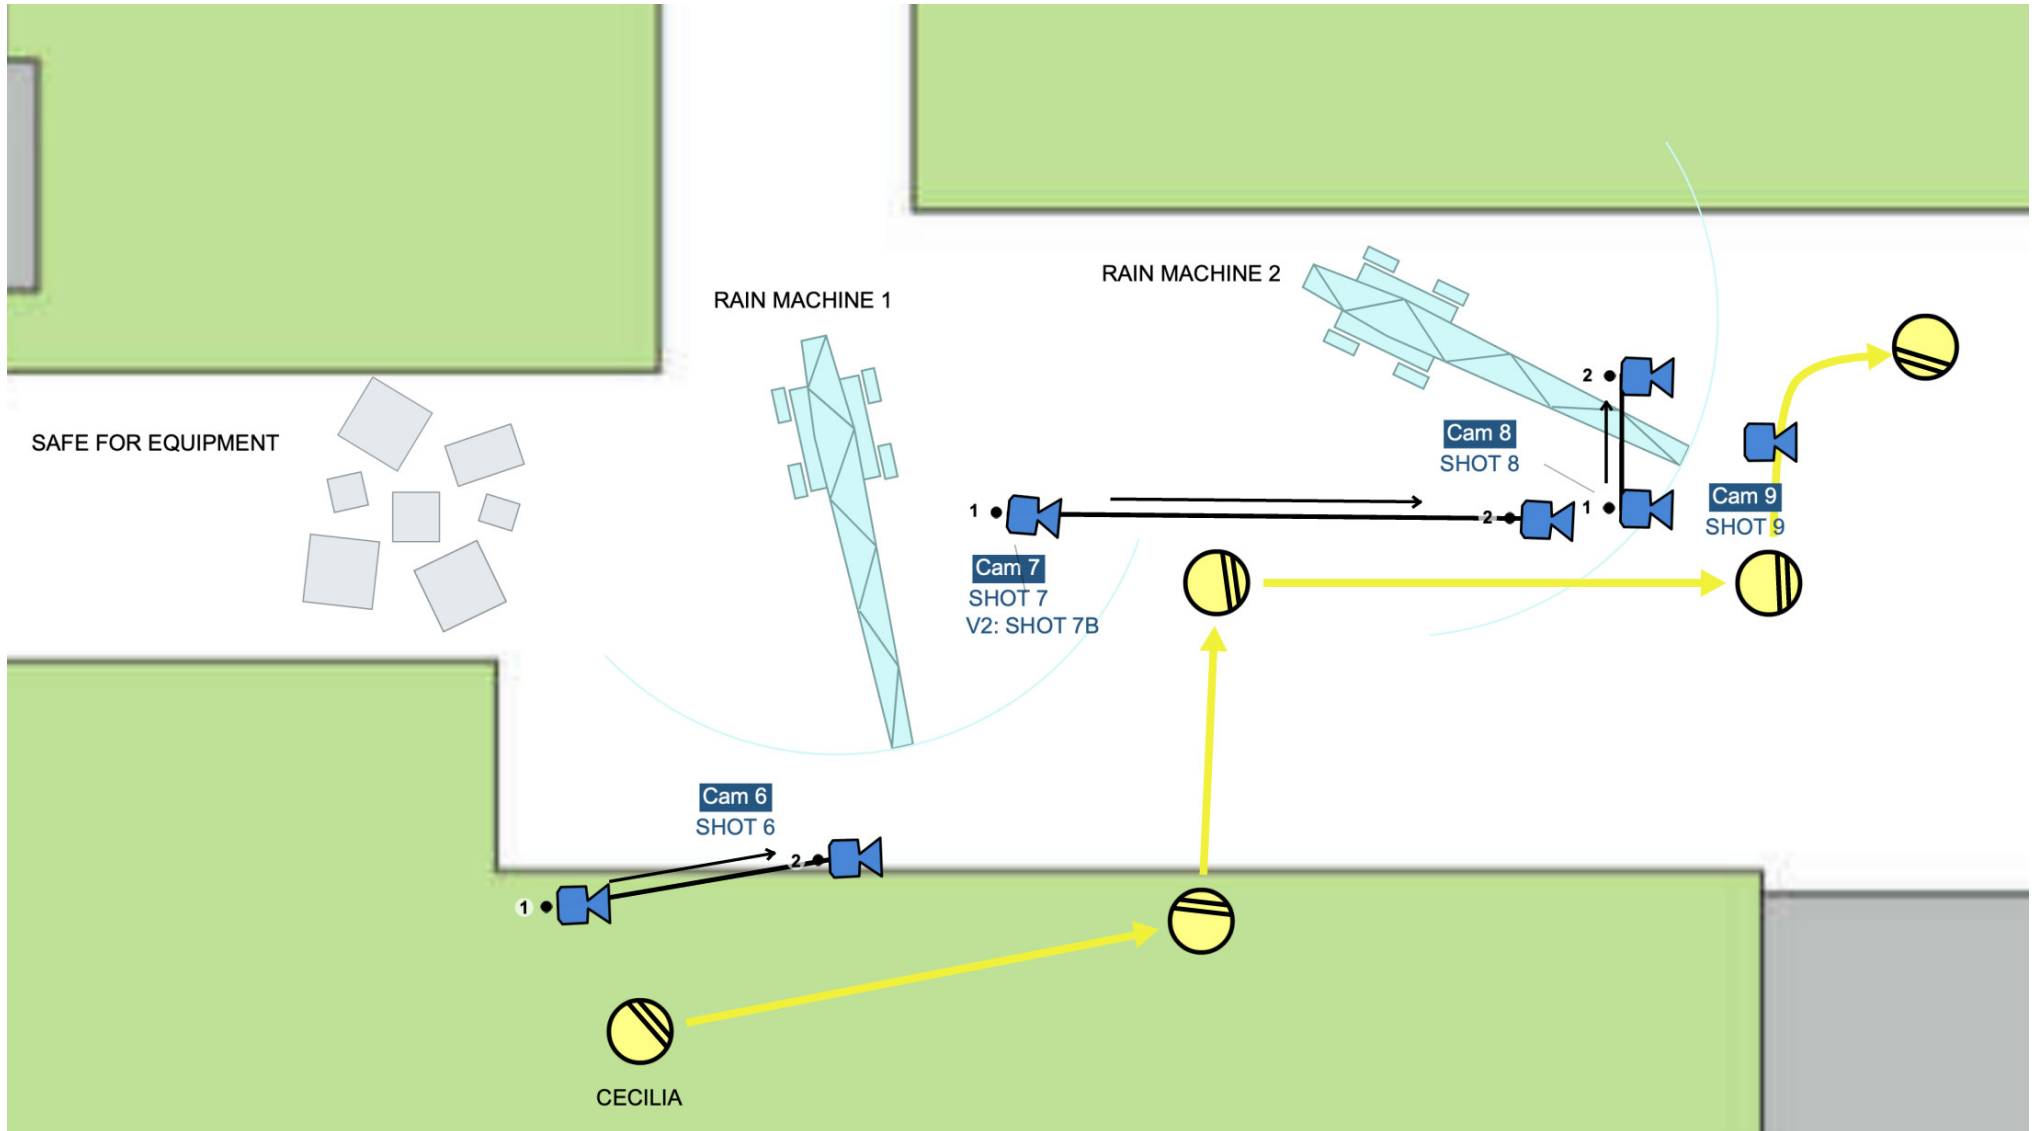 RAIN MACHINE 1
RAIN MACHINE 2
SAFE FOR EQUIPMENT
2
Cam 8
SHOT 8
1
Cam 9
SHOT 9
1
2
Cam 7
SHOT 7
V2: SHOT 7B
Cam 6
SHOT 6
2
1
CECILIA